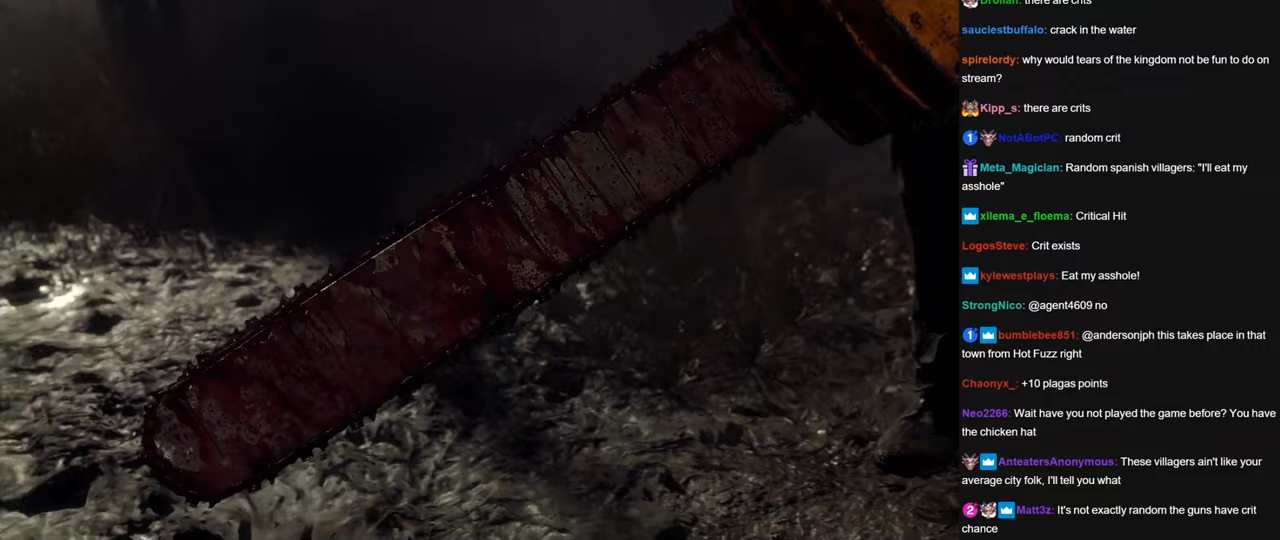 Drolian: there are crits
sauciestbuffalo: crack in the water
spirelordy: why would tears of the kingdom not be fun to do on
stream?
Kipp_s: there are crits
1 NotABotPC: random crit
Meta_Magician: Random spanish villagers: "I'll eat my
asshole"
xilema_e_floema: Critical Hit
LogosSteve: Crit exists
kylewestplays: Eat my asshole!
StrongNico: @agent4609 no
1 bumblebee851: @andersonjph this takes place in that
town from Hot Fuzz right
Chaonyx_: +10 plagas points
Neo2266: Wait have you not played the game before? You have
the chicken hat
AnteatersAnonymous: These villagers ain't like your
average city folk, I'll tell you what
2 Matt3z: It's not exactly random the guns have crit
chance